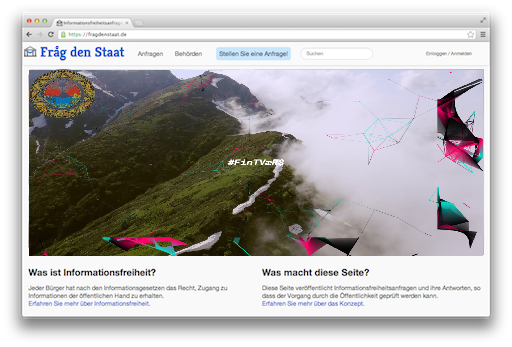 Informationsfreiheitsanfrag
https://fragdenstaat.de
Frag den Staat
Anfragen
Behörden
Stellen Sie eine Anfrage!
Suchen
Einloggen / Anmelden
Was ist Informationsfreiheit?
Jeder Bürger hat nach den Informationsgesetzen das Recht, Zugang zu
Informationen der öffentlichen Hand zu erhalten.
Erfahren Sie mehr über Informationsfreiheit.
Was macht diese Seite?
Diese Seite veröffentlicht Informationsfreiheitsanfragen und ihre Antworten, so
dass der Vorgang durch die Öffentlichkeit geprüft werden kann.
Erfahren Sie mehr über das Konzept.